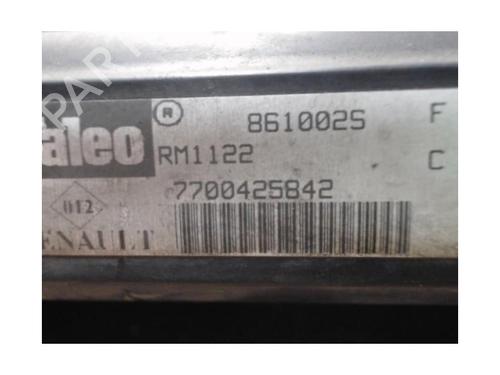 aleo ® 861002S F
RM1122 C
7700425842
012
ENAULT